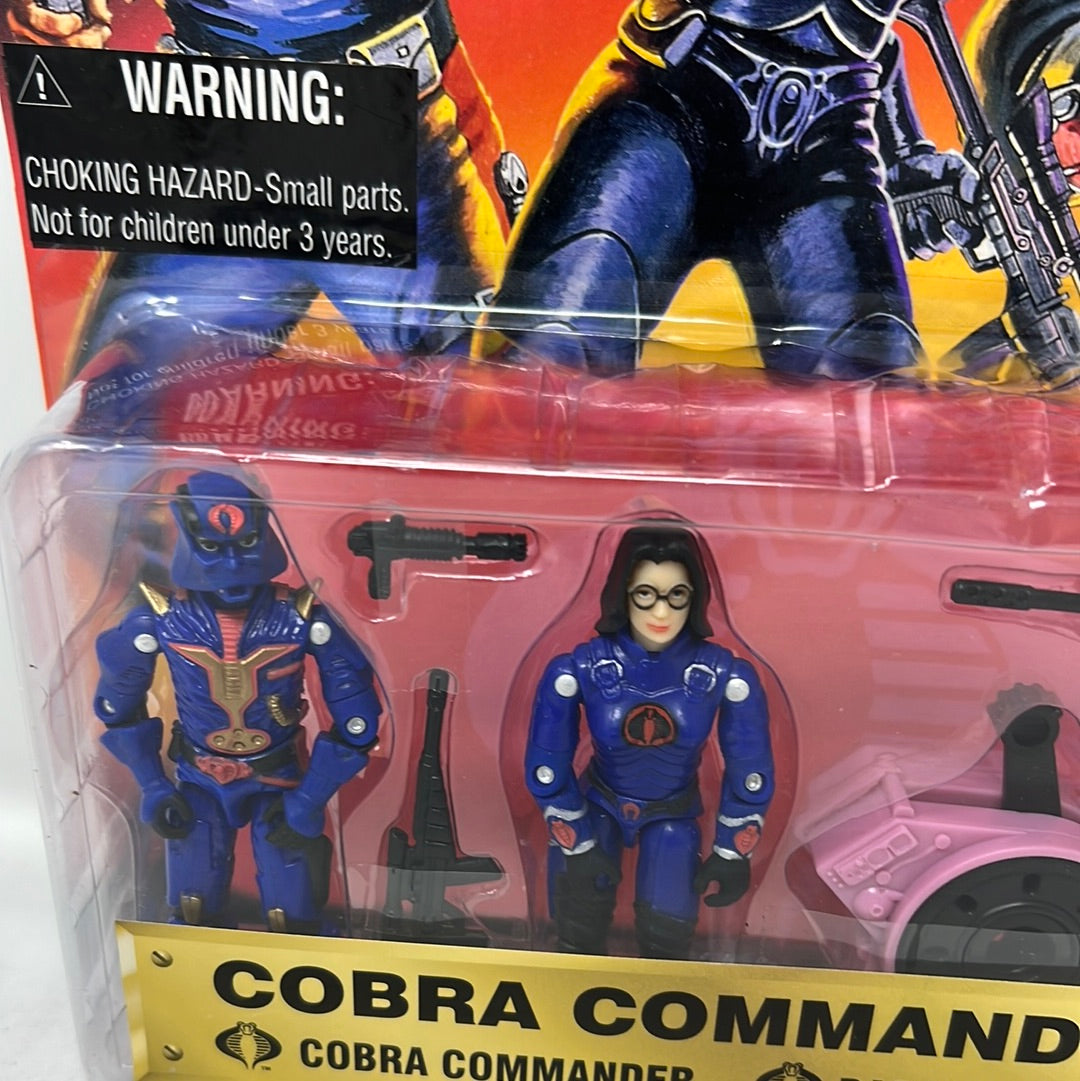 WARNING:
CHOKING HAZARD-Small parts.
Not for children under 3 years.
COBRA COMMAND
COBRA COMMANDER